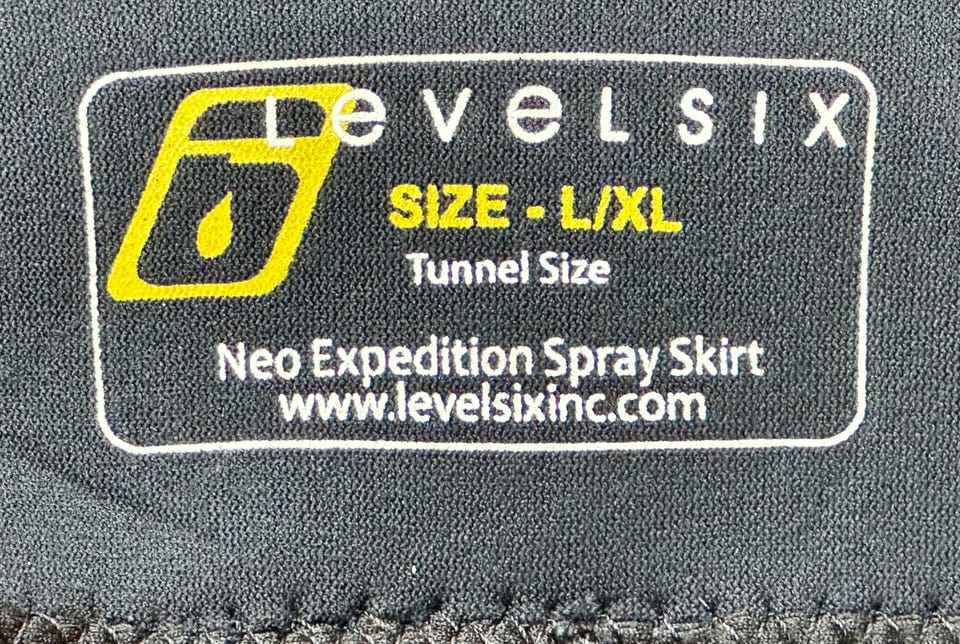 Levelsix
SIZE - L/XL
Tunnel Size
Neo Expedition Spray Skirt
www.levelsixinc.com